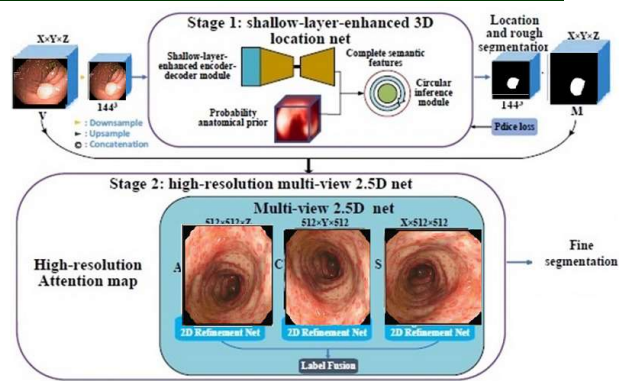 Stage 1: shallow-layer-enhanced 3D
location net
Location
and rough
segmentation
X×Y×Z
X×Y×Z
Shallow-layer-
enhanced encoder-
decoder module
Complete semantic
features
Circular
inference
module
Probability
anatomical prior
144³
V
: Downsample
: Upsample
© : Concatenation
144³
M
Pdice loss
Stage 2: high-resolution multi-view 2.5D net
Multi-view 2.5D net
512×512×Z
512×Y×512
X×512×512
High-resolution
Attention map
A
C
S
2D Refinement Net
2D Refinement Net
2D Refinement Net
Label Fusion
Fine
segmentation